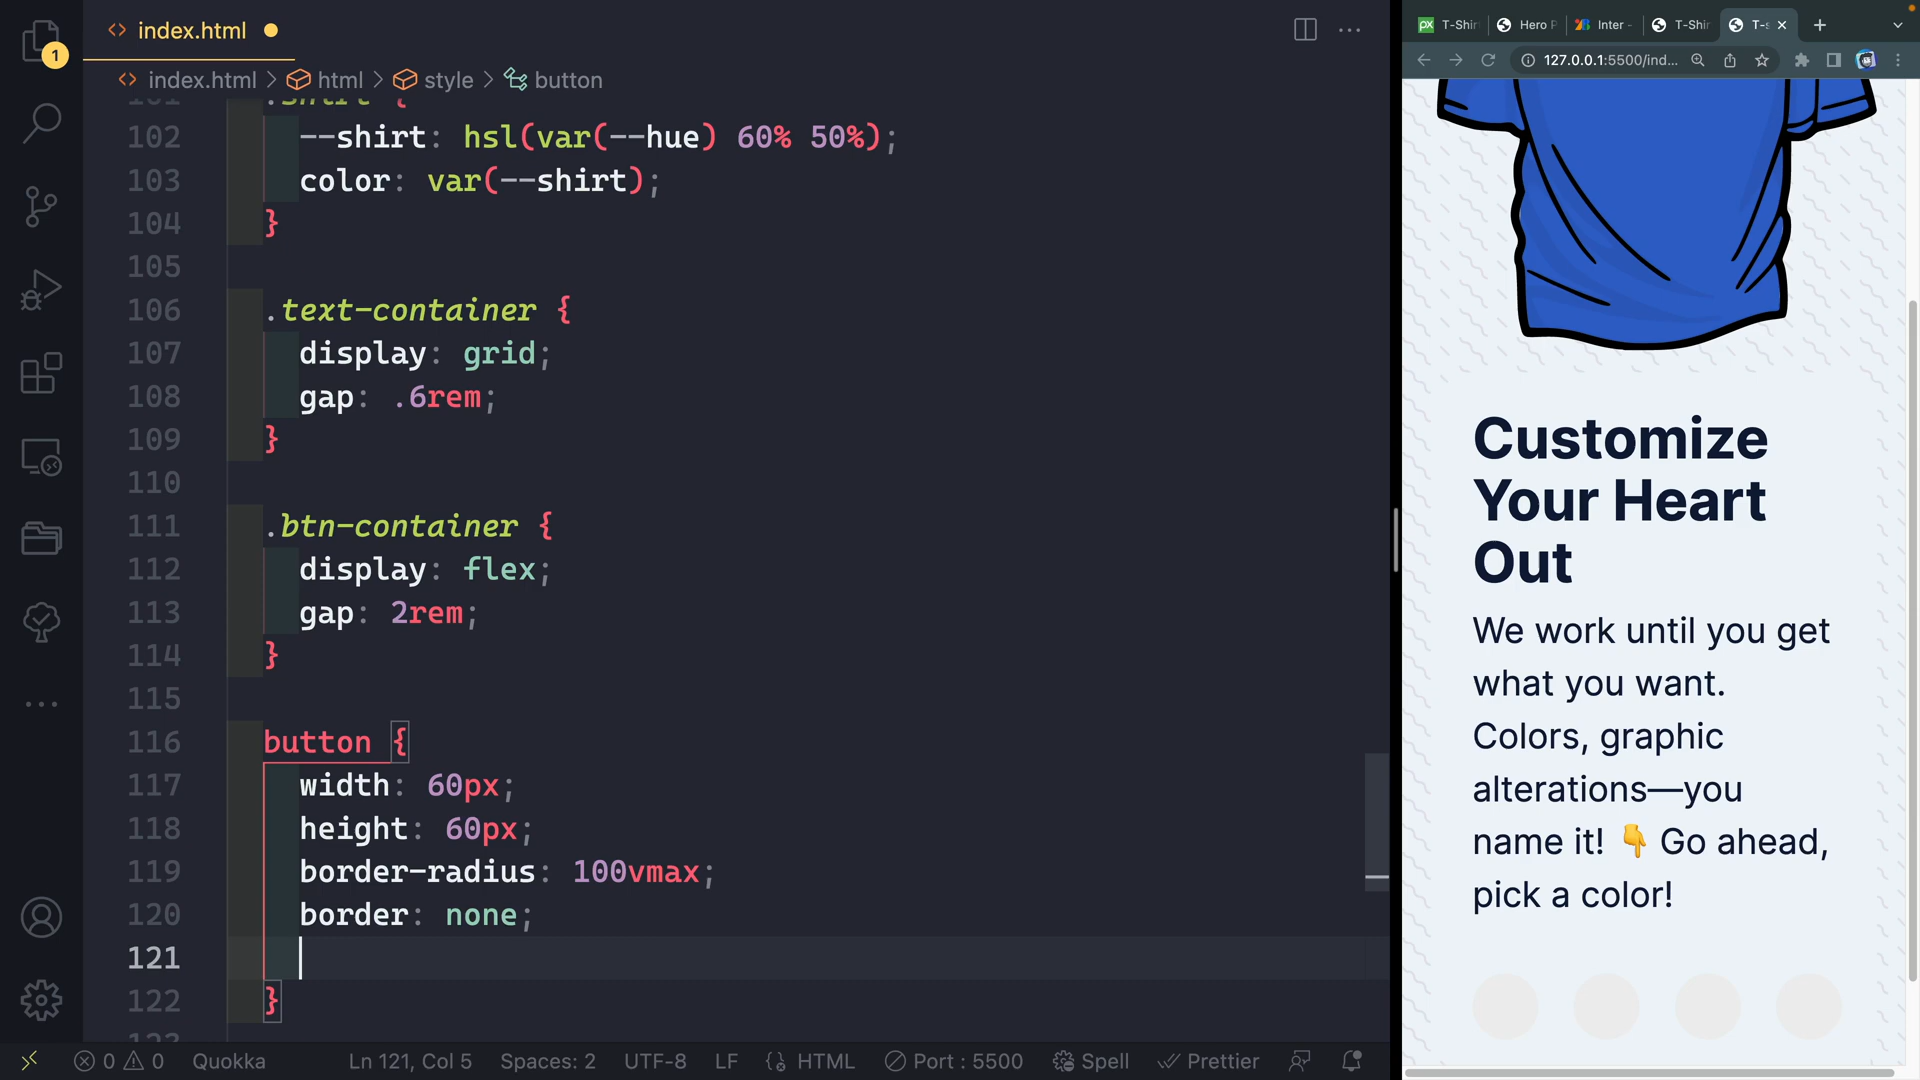 index.html
T-Shir
Hero P
Inter -
T-Shir
T-s
127.0.0.1:5500/ind...
index.html > html > style > button
1
102 --shirt: hsl(var(--hue) 60% 50%);
103 color: var(--shirt);
104 }
105
106 .text-container {
107 display: grid;
108 gap: .6rem;
109 }
110
111 .btn-container {
112 display: flex;
113 gap: 2rem;
114 }
115
116 button {
117 width: 60px;
118 height: 60px;
119 border-radius: 100vmax;
120 border: none;
121
122 }
Customize
Your Heart
Out
We work until you get
what you want.
Colors, graphic
alterations—you
name it! 👇 Go ahead,
pick a color!
0 0 Quokka Ln 121, Col 5 Spaces: 2 UTF-8 LF {} HTML Port : 5500 Spell Prettier